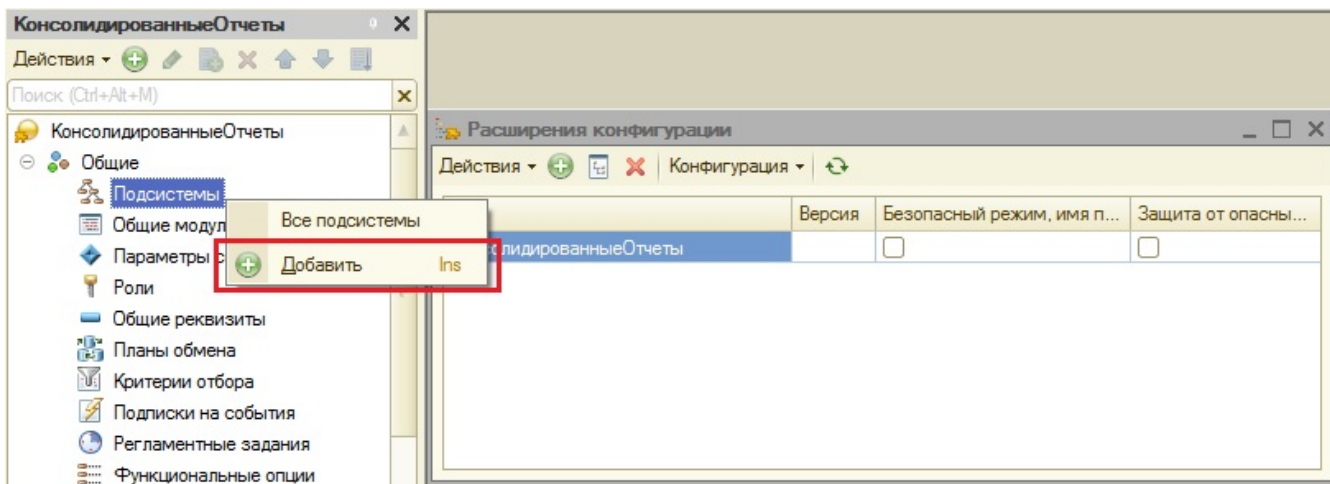 КонсолидированныеОтчеты
Действия
Поиск (Ctrl+Alt+M)
КонсолидированныеОтчеты
Общие
Подсистемы
Общие модул
Параметры с
Роли
Общие реквизиты
Планы обмена
Критерии отбора
Подписки на события
Регламентные задания
Функциональные опции
Все подсистемы
Добавить Ins
Расширения конфигурации
Действия Конфигурация
Версия Безопасный режим, имя п... Защита от опасны...
солидированныеОтчеты